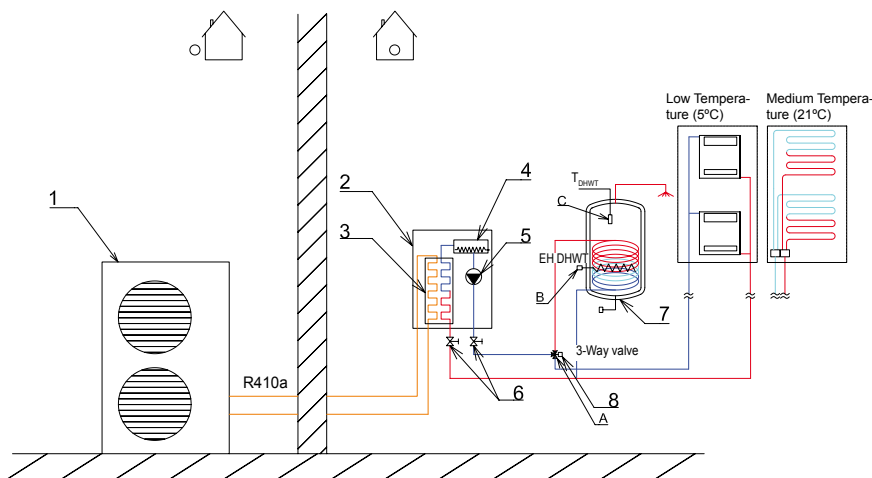 Low Tempera-
ture (5ºC)
Medium Tempera-
ture (21ºC)
1
2
3
4
5
T DHWT
C
EH DHWT
B
7
3-Way valve
R410a
6
8
A